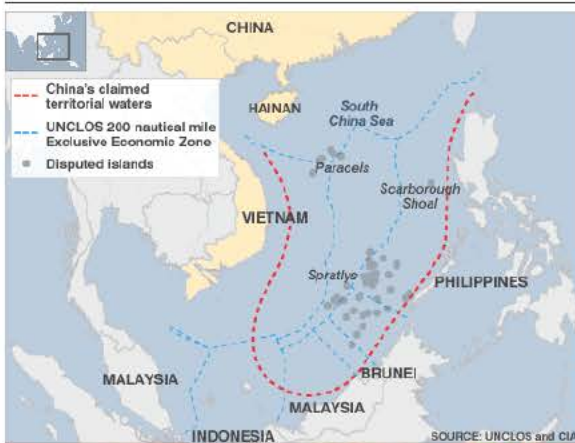 CHINA
China's claimed
territorial waters
UNCLOS 200 nautical mile
Exclusive Economic Zone
Disputed islands
HAINAN
South
China Sea
Paracels
Scarborough
Shoal
VIETNAM
Spratlys
PHILIPPINES
BRUNEI
MALAYSIA
MALAYSIA
INDONESIA
SOURCE: UNCLOS and CIA